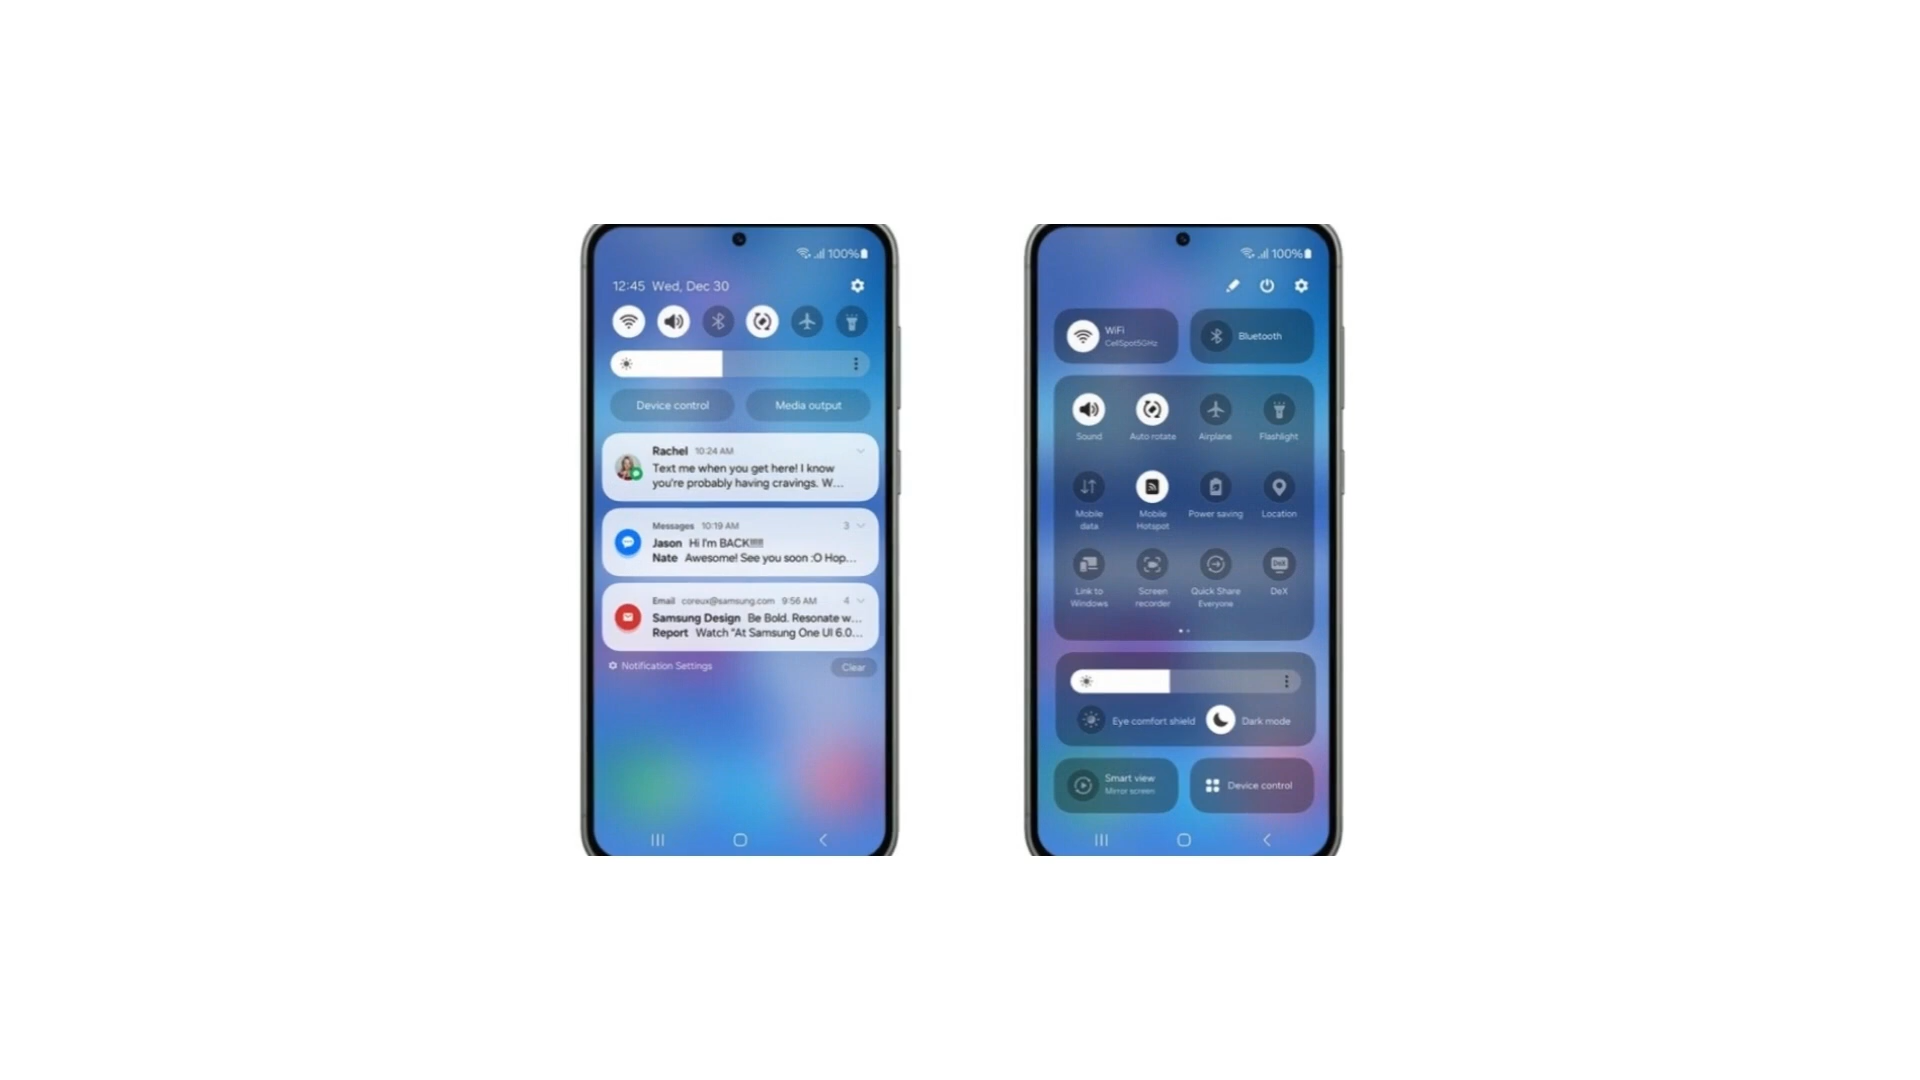 100%
12:45 Wed, Dec 30
Device control Media output
Rachel 10:24 AM
Text me when you get here! I know
you're probably having cravings. W...
Messages 10:19 AM 3
Jason Hi I'm BACK!!!!!
Nate Awesome! See you soon :O Hop...
Email coreux@samsung.com 9:56 AM 4
Samsung Design Be Bold. Resonate w...
Report Watch "At Samsung One UI 6.0...
Notification Settings Clear
100%
WiFi
CellSpot5GHz
Bluetooth
Sound Auto rotate Airplane Flashlight
Mobile data
Mobile Hotspot
Power saving
Location
Link to Windows
Screen recorder
Quick Share
Everyone
DeX
DeX
Eye comfort shield Dark mode
Smart view
Mirror screen
Device control